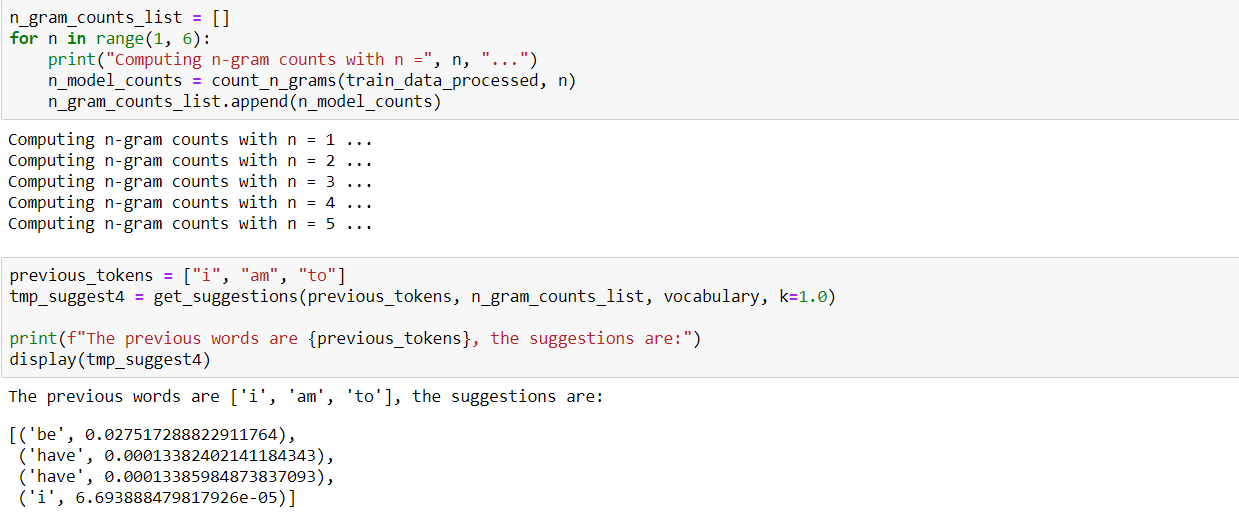 n_gram_counts_list = []
for n in range(1, 6):
    print("Computing n-gram counts with n =", n, "...")
    n_model_counts = count_n_grams(train_data_processed, n)
    n_gram_counts_list.append(n_model_counts)
Computing n-gram counts with n = 1 ...
Computing n-gram counts with n = 2 ...
Computing n-gram counts with n = 3 ...
Computing n-gram counts with n = 4 ...
Computing n-gram counts with n = 5 ...
previous_tokens = ["i", "am", "to"]
tmp_suggest4 = get_suggestions(previous_tokens, n_gram_counts_list, vocabulary, k=1.0)
print(f"The previous words are {previous_tokens}, the suggestions are:")
display(tmp_suggest4)
The previous words are ['i', 'am', 'to'], the suggestions are:
[('be', 0.027517288822911764),
 ('have', 0.00013382402141184343),
 ('have', 0.00013385984873837093),
 ('i', 6.693888479817926e-05)]